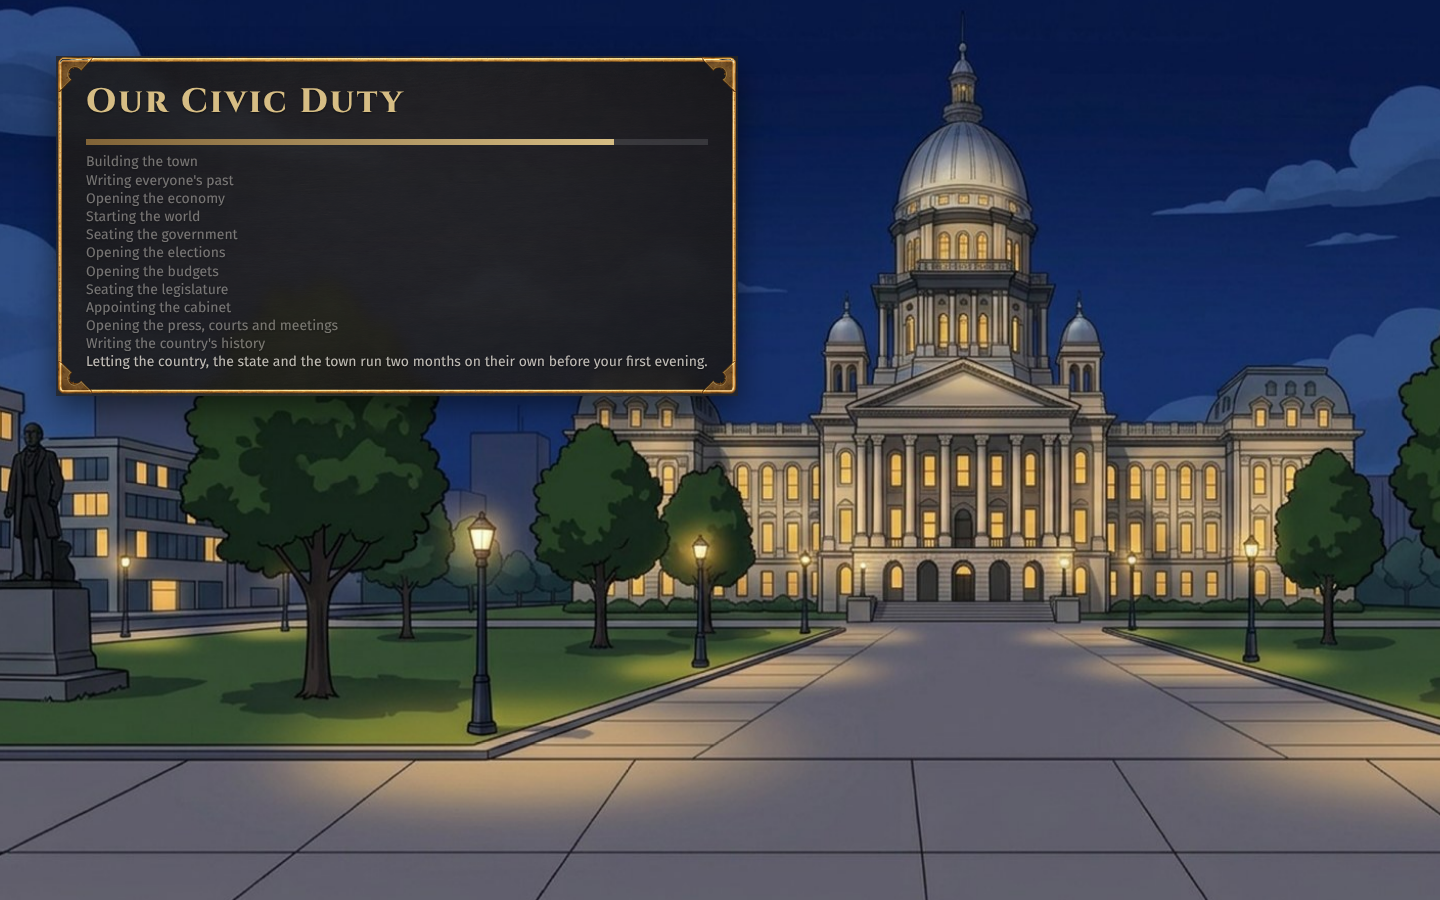 Our Civic Duty
Building the town
Writing everyone's past
Opening the economy
Starting the world
Seating the government
Opening the elections
Opening the budgets
Seating the legislature
Appointing the cabinet
Opening the press, courts and meetings
Writing the country's history
Letting the country, the state and the town run two months on their own before your first evening.